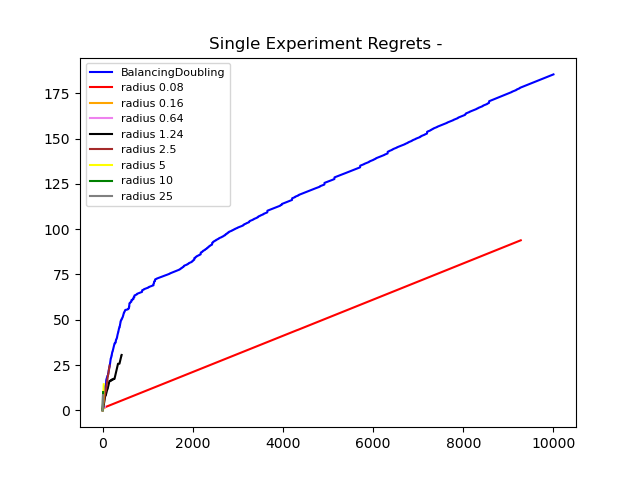 Single Experiment Regrets -
BalancingDoubling
radius 0.08
radius 0.16
radius 0.64
radius 1.24
radius 2.5
radius 5
radius 10
radius 25
175
150
125
100
75
50
25
0
0 2000 4000 6000 8000 10000